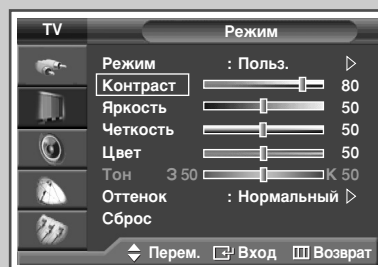 TV Режим
Режим : Польз.
Контраст 80
Яркость 50
Четкость 50
Цвет 50
Тон З 50 К 50
Оттенок : Нормальный
Сброс
Перем. Вход Возврат